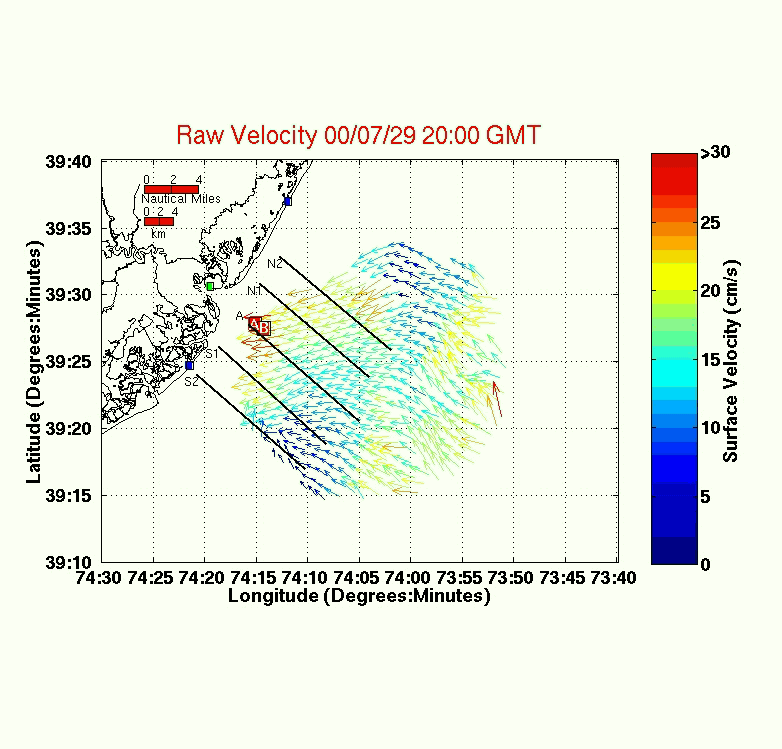 Raw Velocity 00/07/29 20:00 GMT
39:40
39:35
39:30
39:25
39:20
39:15
39:10
Latitude (Degrees:Minutes)
0 2 4
Nautical Miles
0 2 4
km
N2
N1
A
A B
S1
S2
74:30 74:25 74:20 74:15 74:10 74:05 74:00 73:55 73:50 73:45 73:40
Longitude (Degrees:Minutes)
>30
25
20
15
10
5
0
Surface Velocity (cm/s)